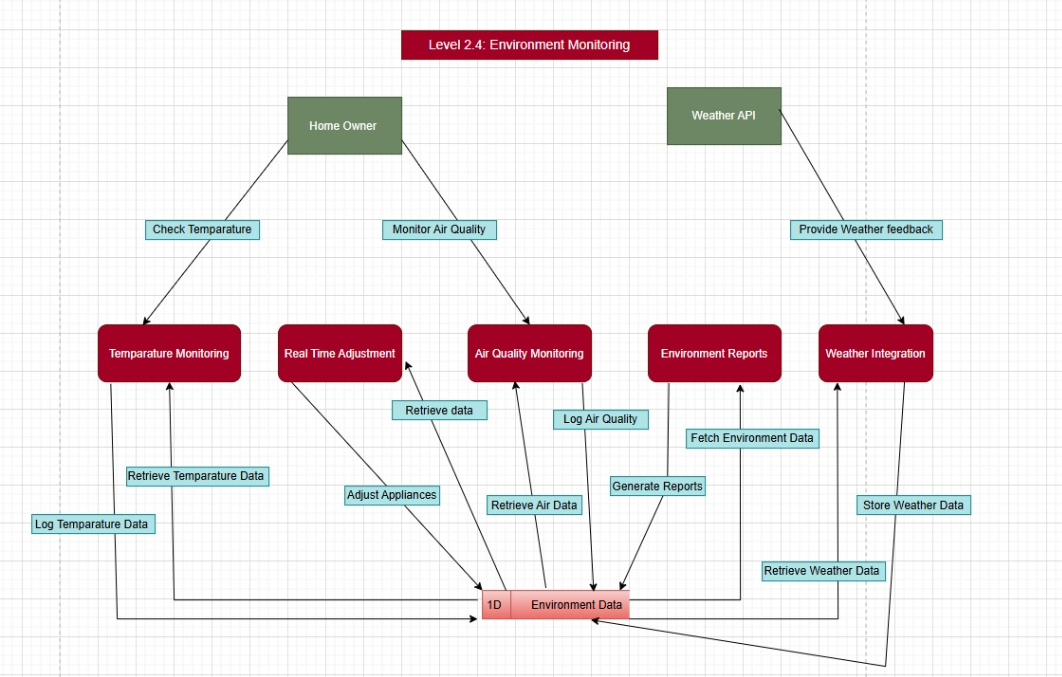 Level 2.4: Environment Monitoring
Home Owner
Weather API
Check Temparature
Monitor Air Quality
Provide Weather feedback
Temparature Monitoring
Real Time Adjustment
Air Quality Monitoring
Environment Reports
Weather Integration
Retrieve data
Log Air Quality
Fetch Environment Data
Retrieve Temparature Data
Adjust Appliances
Generate Reports
Retrieve Air Data
Store Weather Data
Log Temparature Data
Retrieve Weather Data
1D
Environment Data